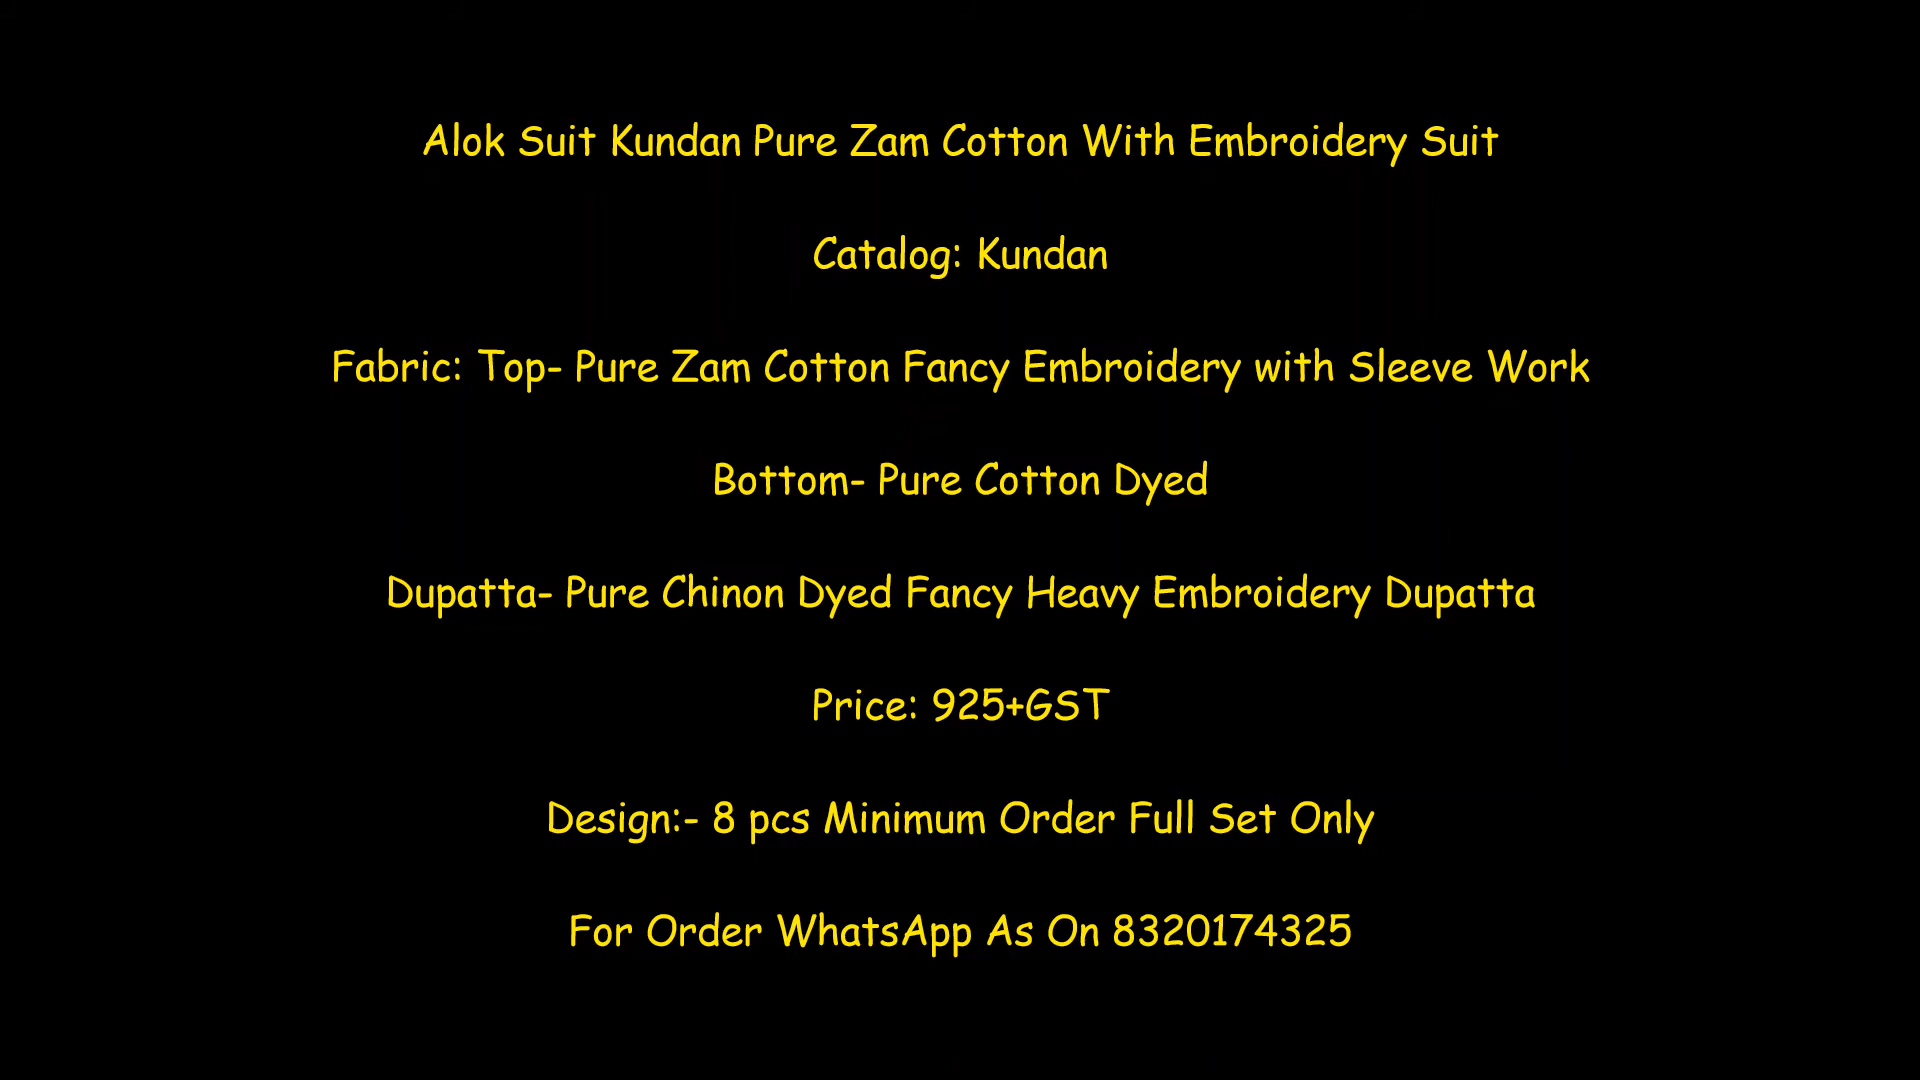 Alok Suit Kundan Pure Zam Cotton With Embroidery Suit
Catalog: Kundan
Fabric: Top- Pure Zam Cotton Fancy Embroidery with Sleeve Work
Bottom- Pure Cotton Dyed
Dupatta- Pure Chinon Dyed Fancy Heavy Embroidery Dupatta
Price: 925+GST
Design:- 8 pcs Minimum Order Full Set Only
For Order WhatsApp As On 8320174325